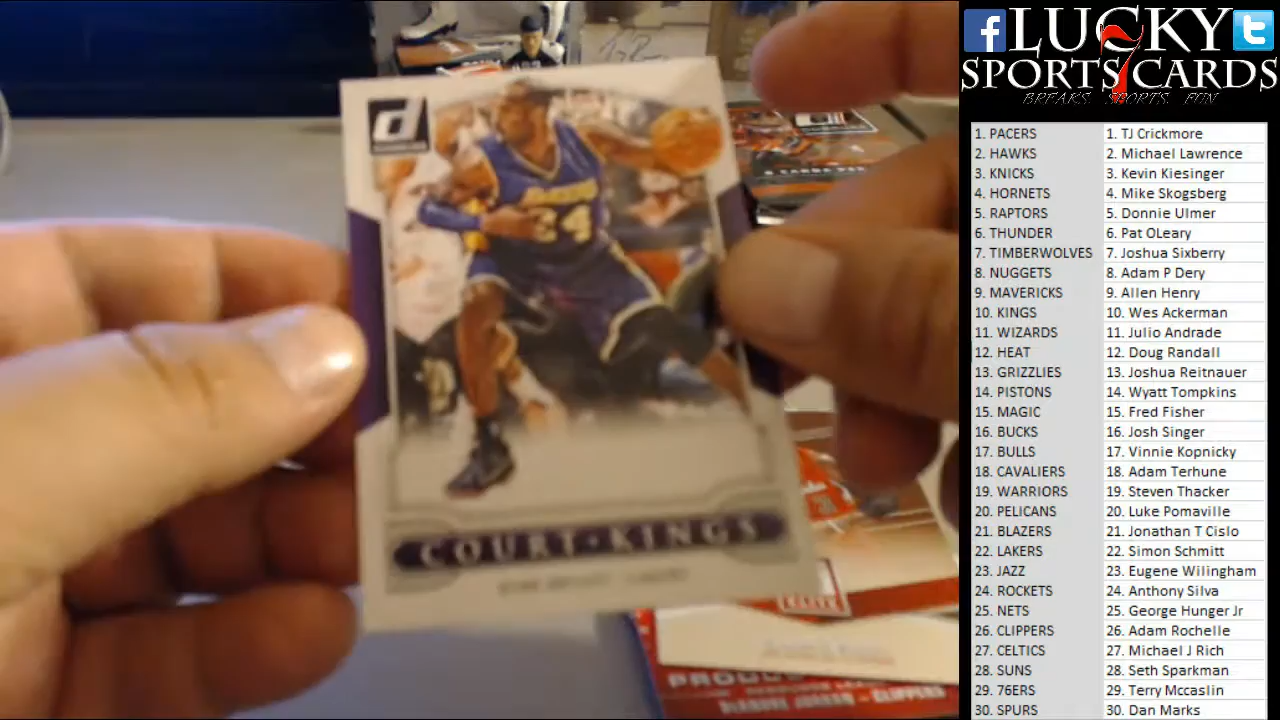 LUCKY
7
SPORTS CARDS
BREAKS SPORTS FUN
1. PACERS 1. TJ Crickmore
2. HAWKS 2. Michael Lawrence
3. KNICKS 3. Kevin Kiesinger
4. HORNETS 4. Mike Skogsberg
5. RAPTORS 5. Donnie Ulmer
6. THUNDER 6. Pat OLeary
7. TIMBERWOLVES 7. Joshua Sixberry
8. NUGGETS 8. Adam P Dery
9. MAVERICKS 9. Allen Henry
10. KINGS 10. Wes Ackerman
11. WIZARDS 11. Julio Andrade
12. HEAT 12. Doug Randall
13. GRIZZLIES 13. Joshua Reitnauer
14. PISTONS 14. Wyatt Tompkins
15. MAGIC 15. Fred Fisher
16. BUCKS 16. Josh Singer
17. BULLS 17. Vinnie Kopnicky
18. CAVALIERS 18. Adam Terhune
19. WARRIORS 19. Steven Thacker
20. PELICANS 20. Luke Pomaville
21. BLAZERS 21. Jonathan T Cislo
22. LAKERS 22. Simon Schmitt
23. JAZZ 23. Eugene Wilingham
24. ROCKETS 24. Anthony Silva
25. NETS 25. George Hunger Jr
26. CLIPPERS 26. Adam Rochelle
27. CELTICS 27. Michael J Rich
28. SUNS 28. Seth Sparkman
29. 76ERS 29. Terry Mccaslin
30. SPURS 30. Dan Marks
d
24
COURT KINGS
ELITE
DEANDRE JORDAN - CLIPPERS